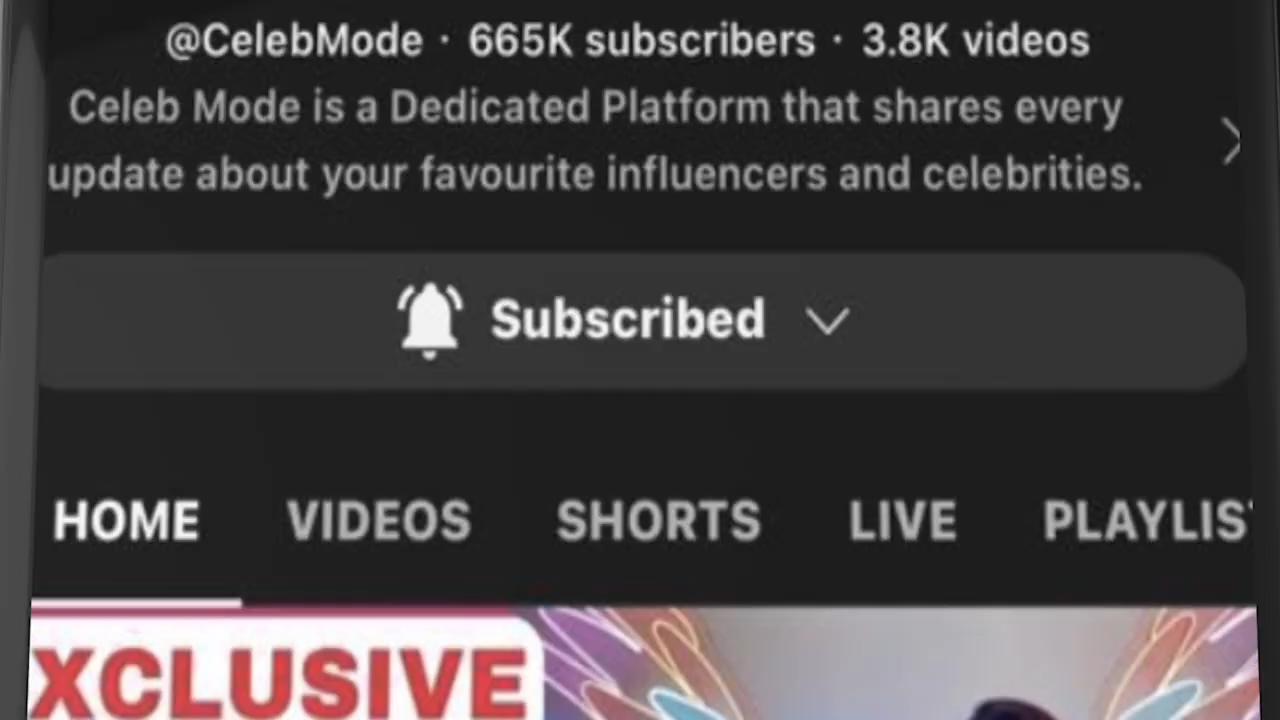 @CelebMode · 665K subscribers · 3.8K videos
Celeb Mode is a Dedicated Platform that shares every
update about your favourite influencers and celebrities.
Subscribed
HOME VIDEOS SHORTS LIVE PLAYLIS
XCLUSIVE